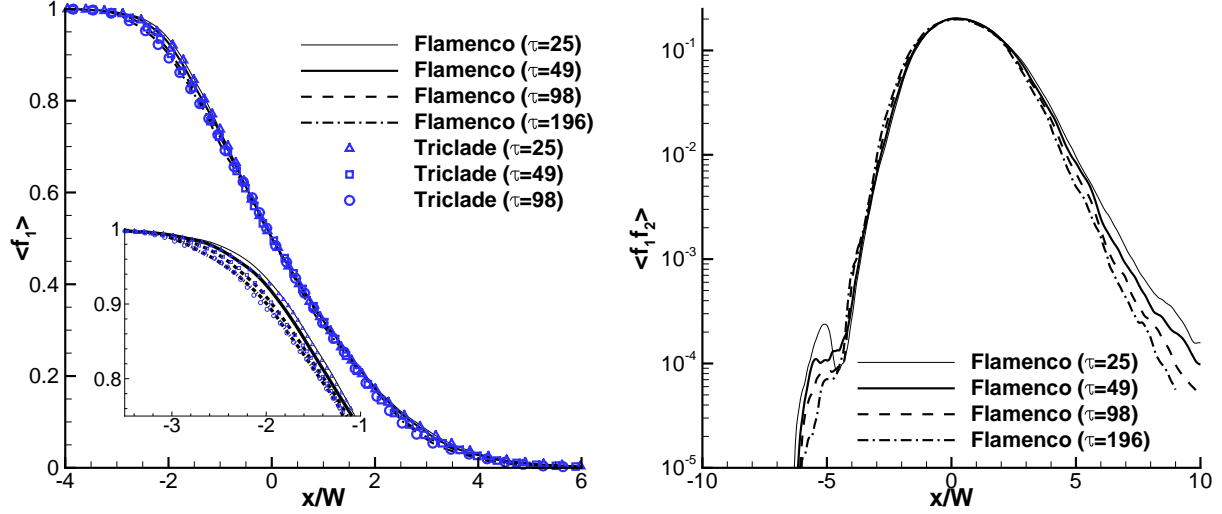 <f₁>
1
0.8
0.6
0.4
0.2
0
-4
-2
0
2
4
6
x/W
Flamenco (τ=25)
Flamenco (τ=49)
Flamenco (τ=98)
Flamenco (τ=196)
Triclade (τ=25)
Triclade (τ=49)
Triclade (τ=98)
1
0.9
0.8
-3
-2
-1
<f₁f₂>
10⁻¹
10⁻²
10⁻³
10⁻⁴
10⁻⁵
-10
-5
0
5
10
x/W
Flamenco (τ=25)
Flamenco (τ=49)
Flamenco (τ=98)
Flamenco (τ=196)